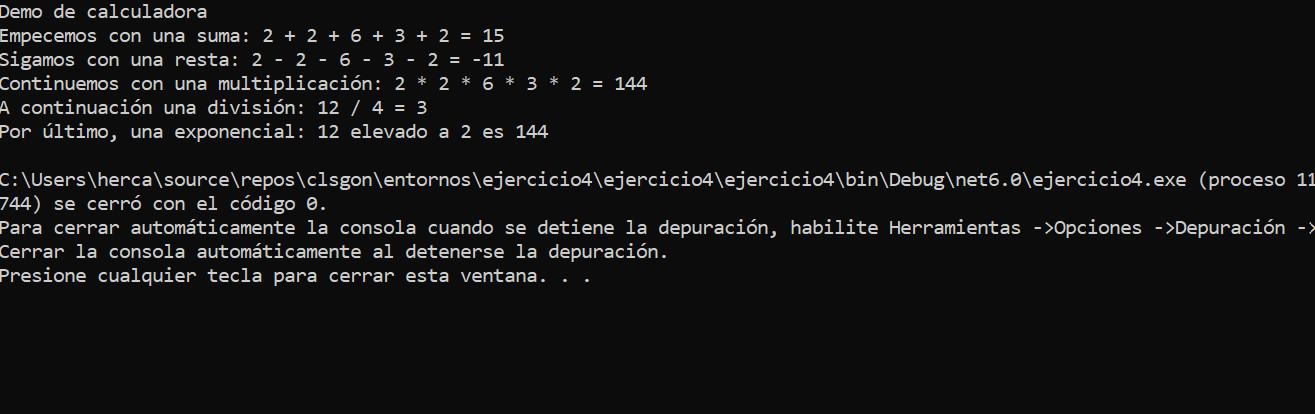 Demo de calculadora
Empecemos con una suma: 2 + 2 + 6 + 3 + 2 = 15
Sigamos con una resta: 2 - 2 - 6 - 3 - 2 = -11
Continuemos con una multiplicación: 2 * 2 * 6 * 3 * 2 = 144
A continuación una división: 12 / 4 = 3
Por último, una exponencial: 12 elevado a 2 es 144
C:\Users\herca\source\repos\clsgon\entornos\ejercicio4\ejercicio4\ejercicio4\bin\Debug\net6.0\ejercicio4.exe (proceso 11
744) se cerró con el código 0.
Para cerrar automáticamente la consola cuando se detiene la depuración, habilite Herramientas ->Opciones ->Depuración ->
Cerrar la consola automáticamente al detenerse la depuración.
Presione cualquier tecla para cerrar esta ventana. . .